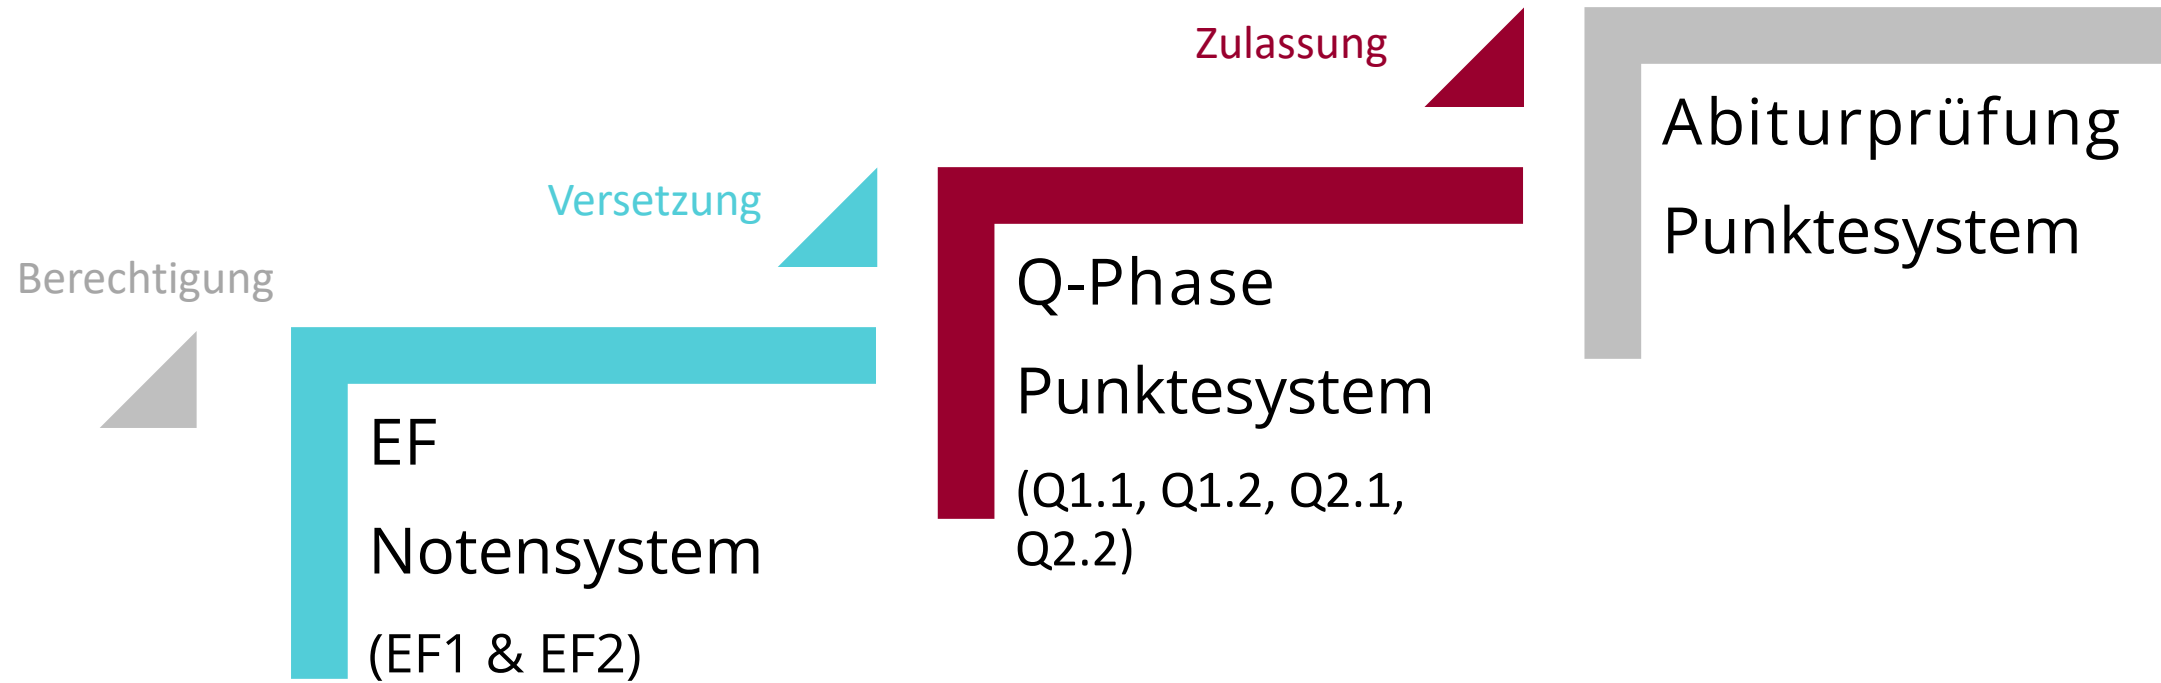 Berechtigung
EF
Notensystem
(EF1 & EF2)
Versetzung
Q-Phase
Punktesystem
(Q1.1, Q1.2, Q2.1,
Q2.2)
Zulassung
Abiturprüfung
Punktesystem